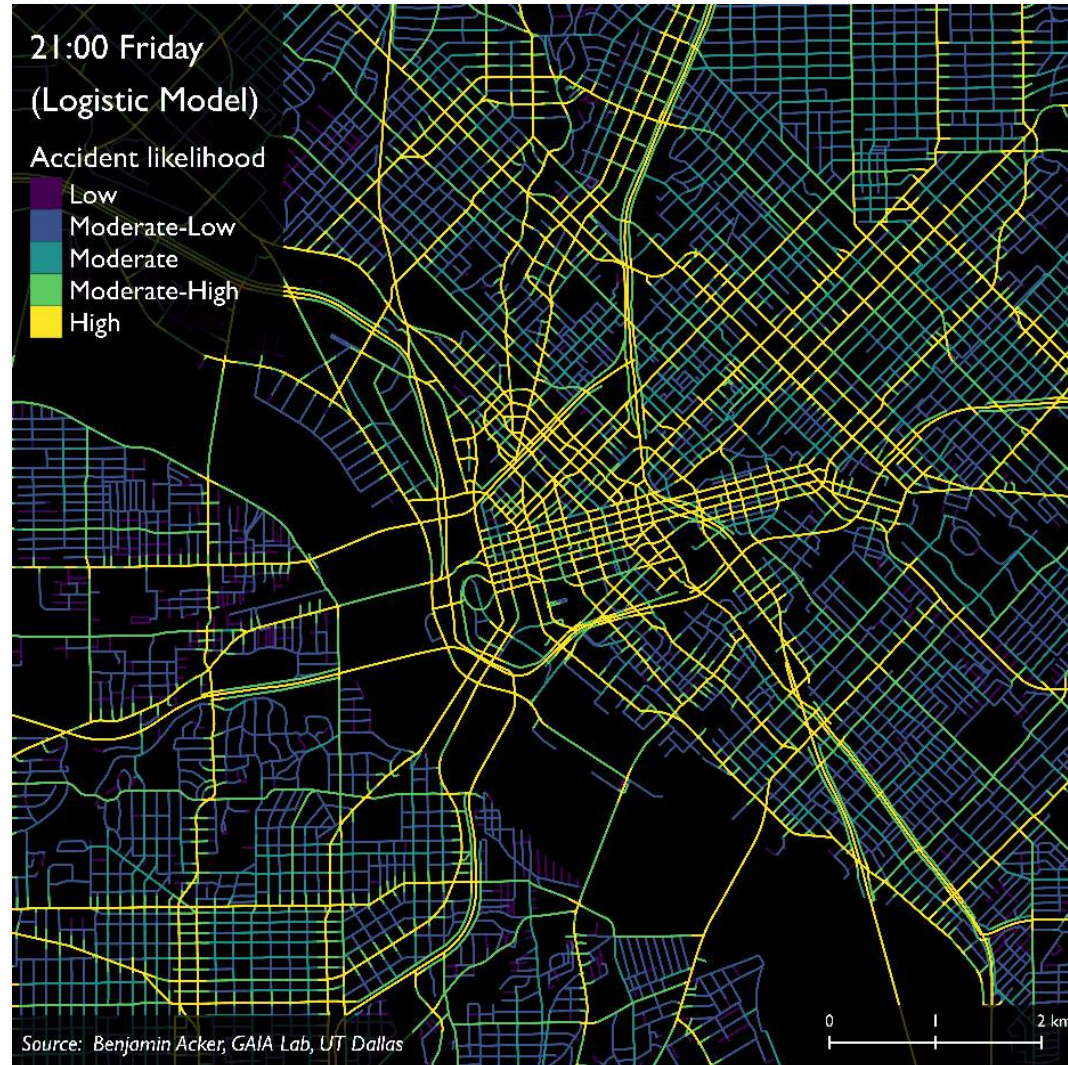 21:00 Friday
(Logistic Model)
Accident likelihood
Low
Moderate-Low
Moderate
Moderate-High
High
Source: Benjamin Acker, GAIA Lab, UT Dallas
0 1 2 km